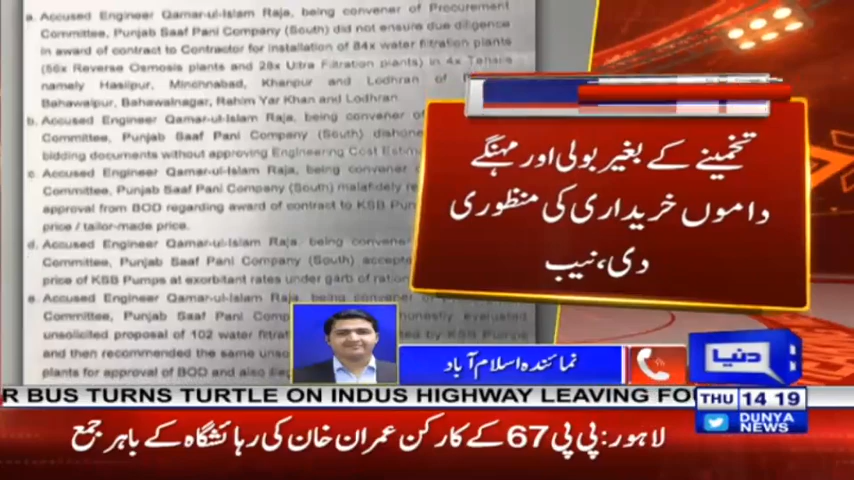 a. Accused Engineer Qamar-ul-Islam Raja, being convener of Procurement
Committee, Punjab Saaf Pani Company (South) did not ensure due diligence
in award of contract to Contractor for installation of 84x water filtration plants
(56x Reverse Osmosis plants and 28x Ultra Filtration plants) in 4x Tehsils
namely Hasilpur, Minchnabad, Khanpur and Lodhran of
Bahawalpur, Bahawalnagar, Rahim Yar Khan and Lodhran.
b. Accused Engineer Qamar-ul-Islam Raja, being convener of
Committee, Punjab Saaf Pani Company (South)
bidding documents without approving Engineering Cost
c. Accused Engineer Qamar-ul-Islam Raja, being convener
Committee, Punjab Saaf Pani Company (South) malafidely
approval from BOD regarding award of contract to KSB
price / tailor-made price.
d. Accused Engineer Qamar-ul-Islam Raja, being
Committee, Punjab Saaf Pani Company (South)
price of KSB Pumps at exorbitant rates under garb of
e. Accused Engineer Qamar-ul-Islam Raja, being convener of
Committee, Punjab Saaf Pani evaluated
unsolicited proposal of 102 water by KSB Pumps
and then recommended the same
plants for approval of BOD and also
تخمینے کے بغیر بولی اور مہنگے
داموں خریداری کی منظوری
دی، نیب
نمائندہ اسلام آباد
دنیا
R BUS TURNS TURTLE ON INDUS HIGHWAY LEAVING FO
THU 14 19
DUNYA
NEWS
لاہور: پی پی 67 کے کارکن عمران خان کی رہائشگاہ کے باہر جمع